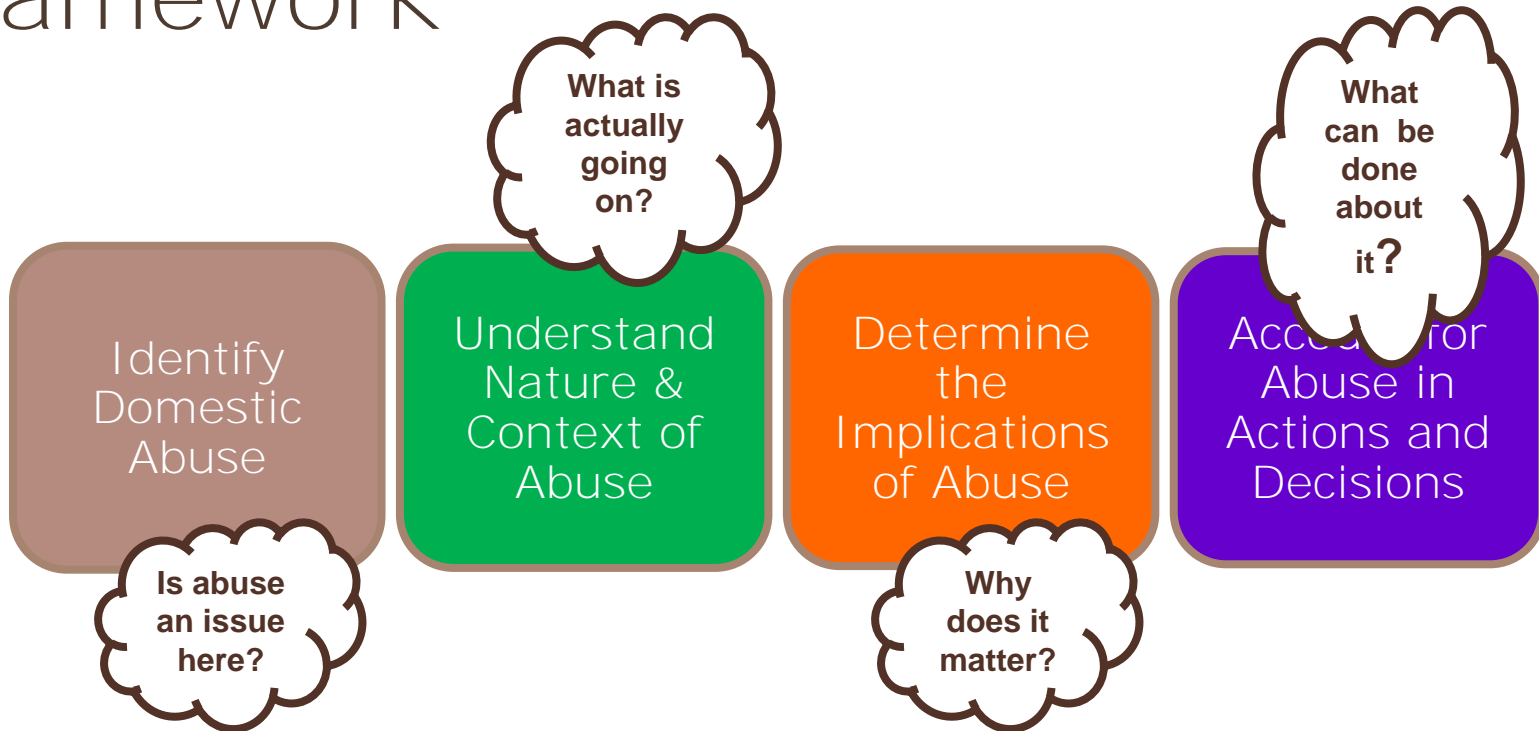 amework
What is
actually
going
on?
What
can be
done
about
it?
Identify
Domestic
Abuse
Understand
Nature &
Context of
Abuse
Determine
the
Implications
of Abuse
for
Abuse in
Actions and
Decisions
Is abuse
an issue
here?
Why
does it
matter?